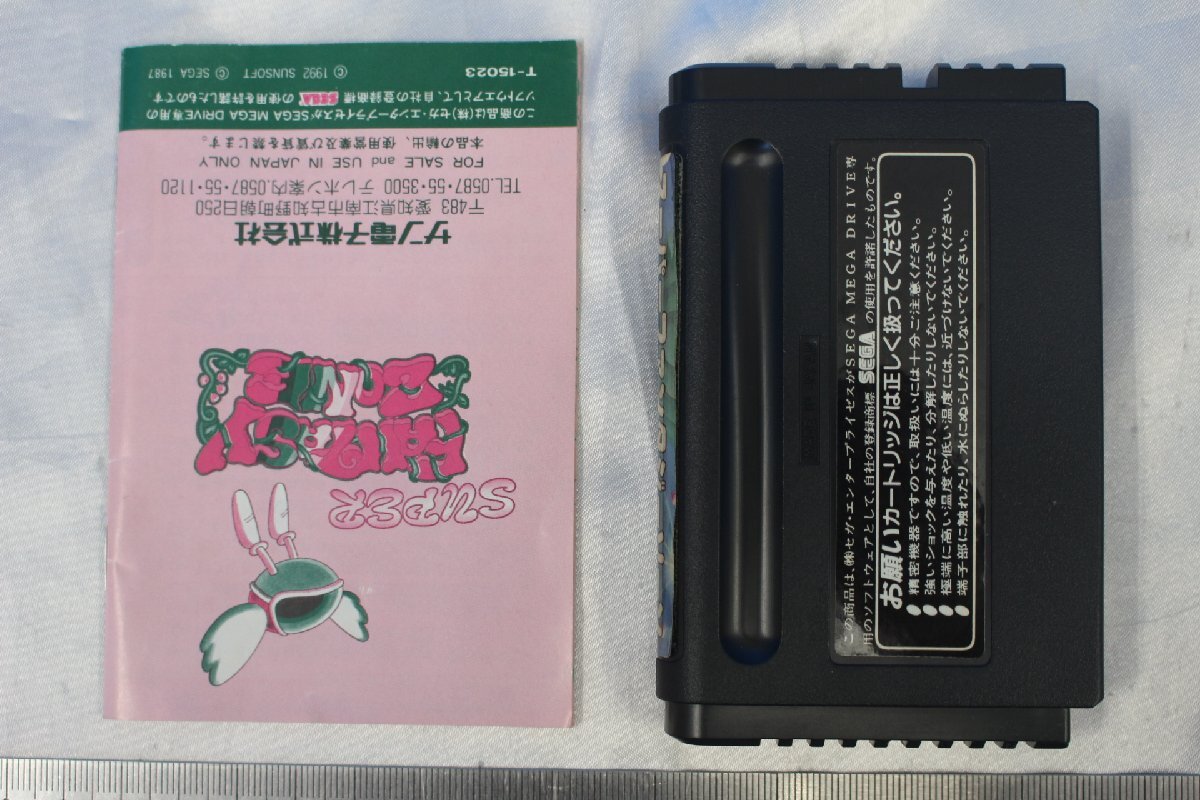 SUPER
ファンタジー
ゾーン
サン電子株式会社
〒483 愛知県江南市古知野町朝日250
TEL.0587・55・3500 テレホン案内.0587・55・1120
FOR SALE and USE IN JAPAN ONLY
本品の輸出、使用営業及び賃貸を禁じます。
この商品は(株)セガ・エンタープライゼスがSEGA MEGA DRIVE専用の
ソフトウェアとして、自社の登録商標 SEGA の使用を許諾したものです。
T-15023 © 1992 SUNSOFT © SEGA 1987
この商品は、㈱セガ・エンタープライゼスがSEGA MEGA DRIVE専
用のソフトウェアとして、自社の登録商標 SEGA の使用を許諾したものです。
お願いカートリッジは正しく扱ってください。
●精密機器ですので、取扱いには十分ご注意ください。
●強いショックを与えたり、分解したりしないでください。
●極端に高い温度や低い温度には、近づけないでください。
●端子部に触れたり、水にぬらしたりしないでください。